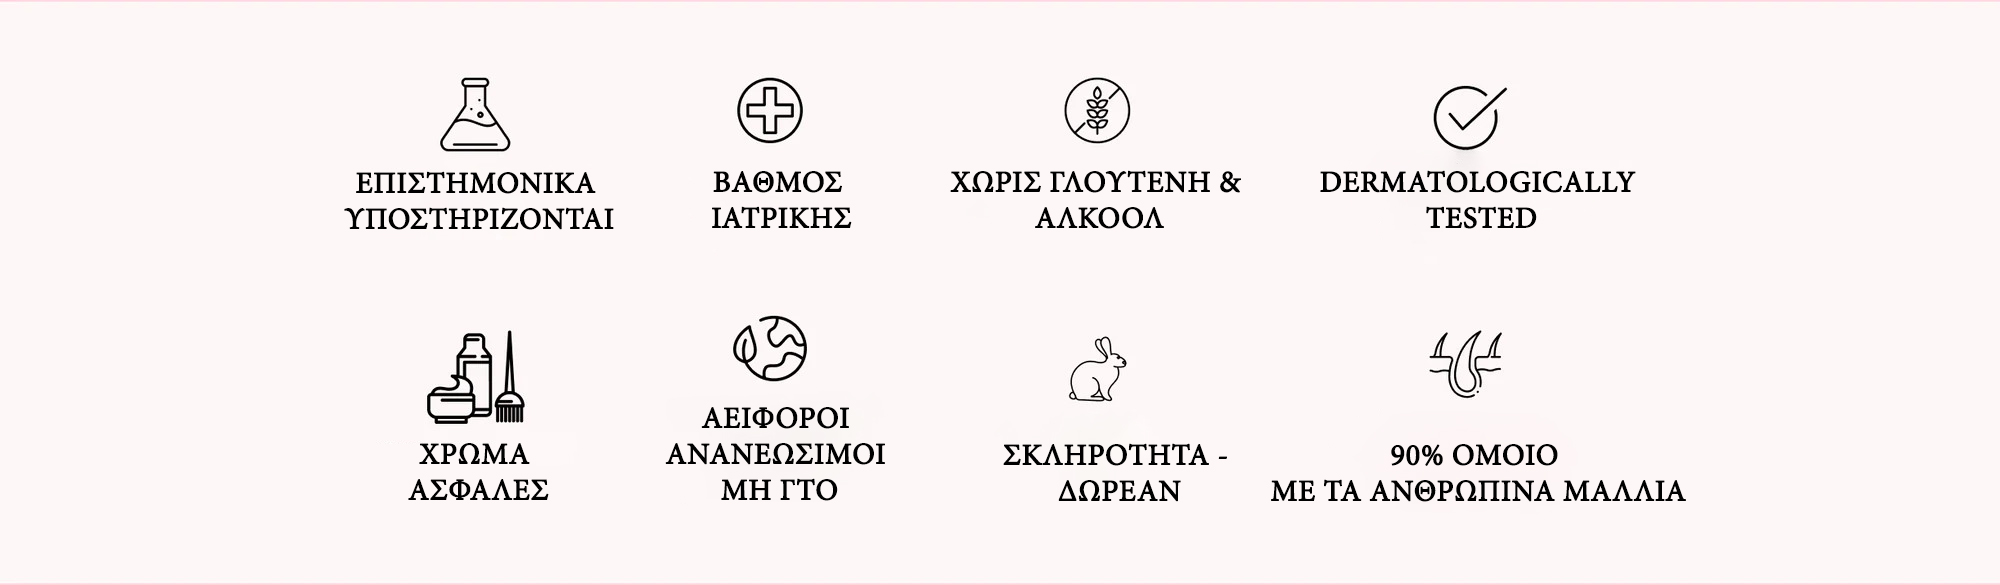 ΕΠΙΣΤΗΜΟΝΙΚΑ
ΥΠΟΣΤΗΡΙΖΟΝΤΑΙ
ΒΑΘΜΟΣ
ΙΑΤΡΙΚΗΣ
ΧΩΡΙΣ ΓΛΟΥΤΕΝΗ &
ΑΛΚΟΟΛ
DERMATOLOGICALLY
TESTED
ΧΡΩΜΑ
ΑΣΦΑΛΕΣ
ΑΕΙΦΟΡΟΙ
ΑΝΑΝΕΩΣΙΜΟΙ
ΜΗ ΓΤΟ
ΣΚΛΗΡΟΤΗΤΑ -
ΔΩΡΕΑΝ
90% ΟΜΟΙΟ
ΜΕ ΤΑ ΑΝΘΡΩΠΙΝΑ ΜΑΛΛΙΑ